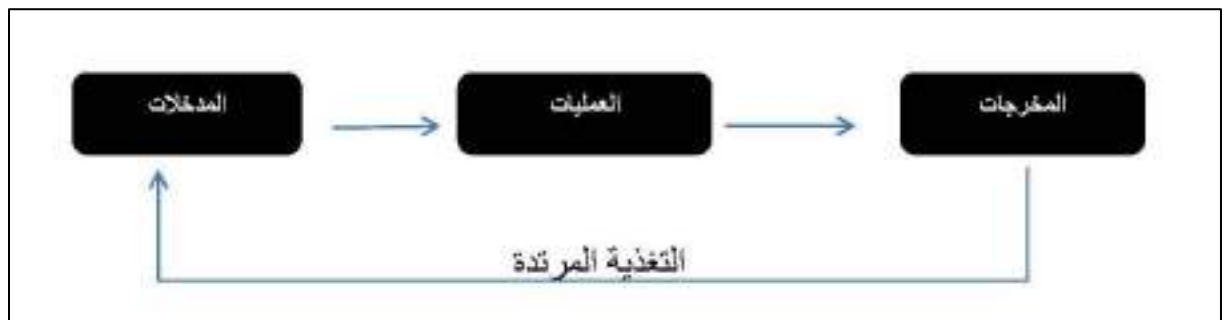 المدخلات
العمليات
المخرجات
التغذية المرتدة